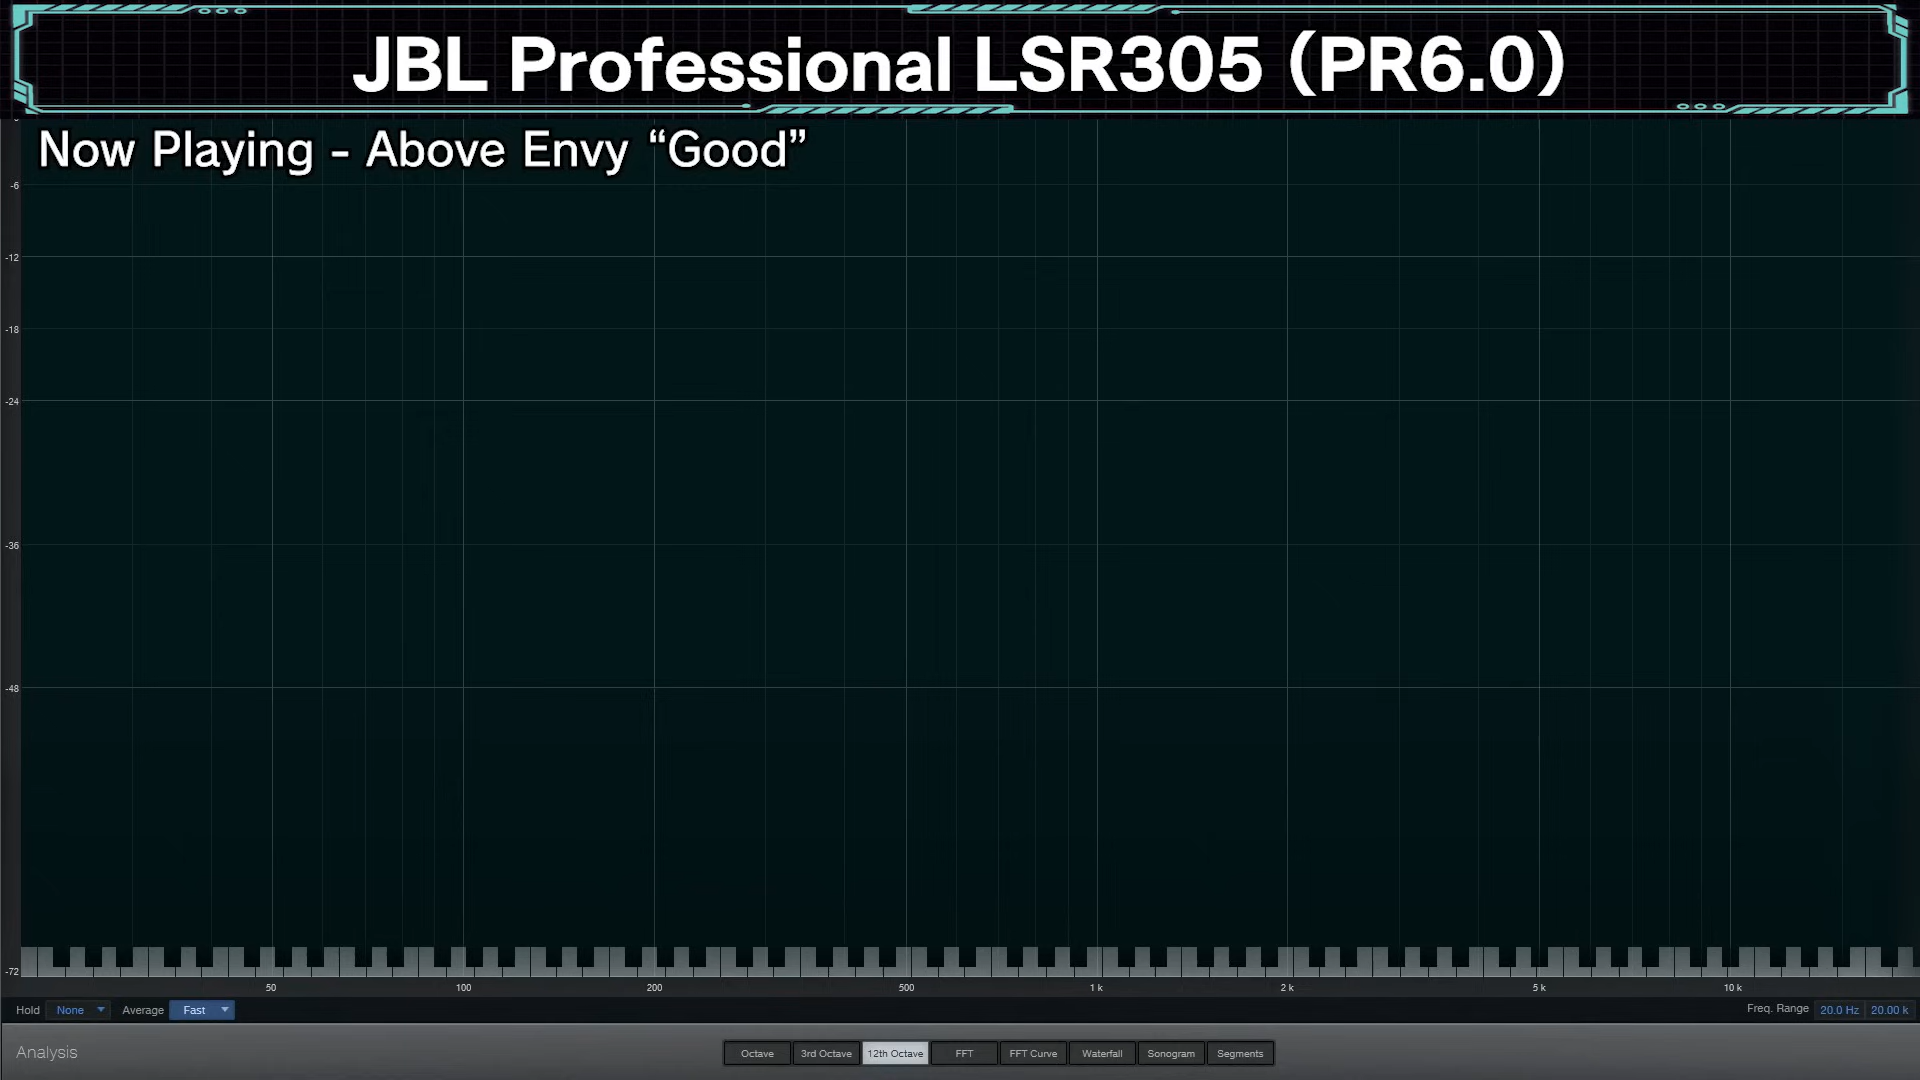 JBL Professional LSR305 (PR6.0)
Now Playing - Above Envy “Good”
-6
-12
-18
-24
-36
-48
-72
50 100 200 500 1 k 2 k 5 k 10 k
Hold None Average Fast Freq. Range 20.0 Hz 20.00 k
Analysis Octave 3rd Octave 12th Octave FFT FFT Curve Waterfall Sonogram Segments